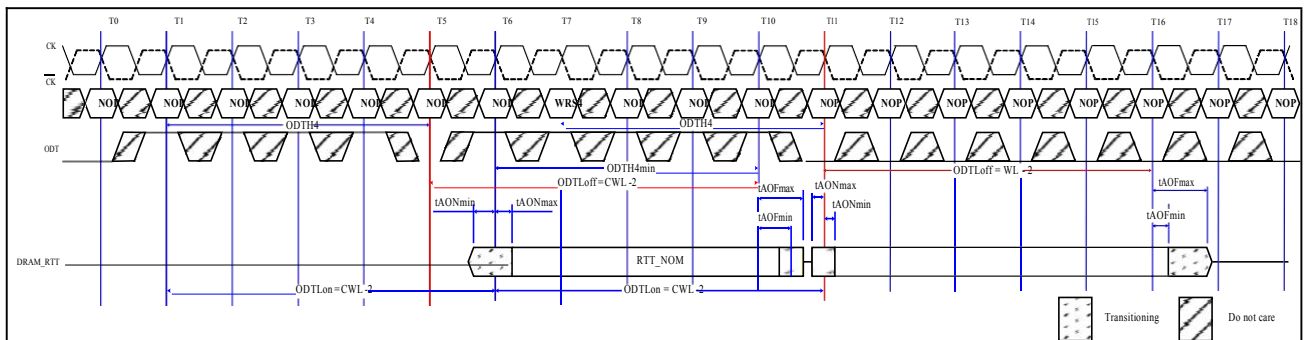 T0 T1 T2 T3 T4 T5 T6 T7 T8 T9 T10 T11 T12 T13 T14 T15 T16 T17 T18
CK
CK
NOP NOP NOP NOP NOP NOP WRS4 NOP NOP NOP NOP NOP NOP NOP NOP NOP NOP NOP
ODTH4 ODTH4
ODT
ODTH4min ODTLoff = WL -2
ODTLoff =CWL -2
tAOFmax tAONmax tAOFmax
tAONmin tAONmax tAOFmin tAONmin tAOFmin
DRAM_RTT RTT_NOM
ODTLon =CWL -2 ODTLon = CWL -2
Transitioning Do not care